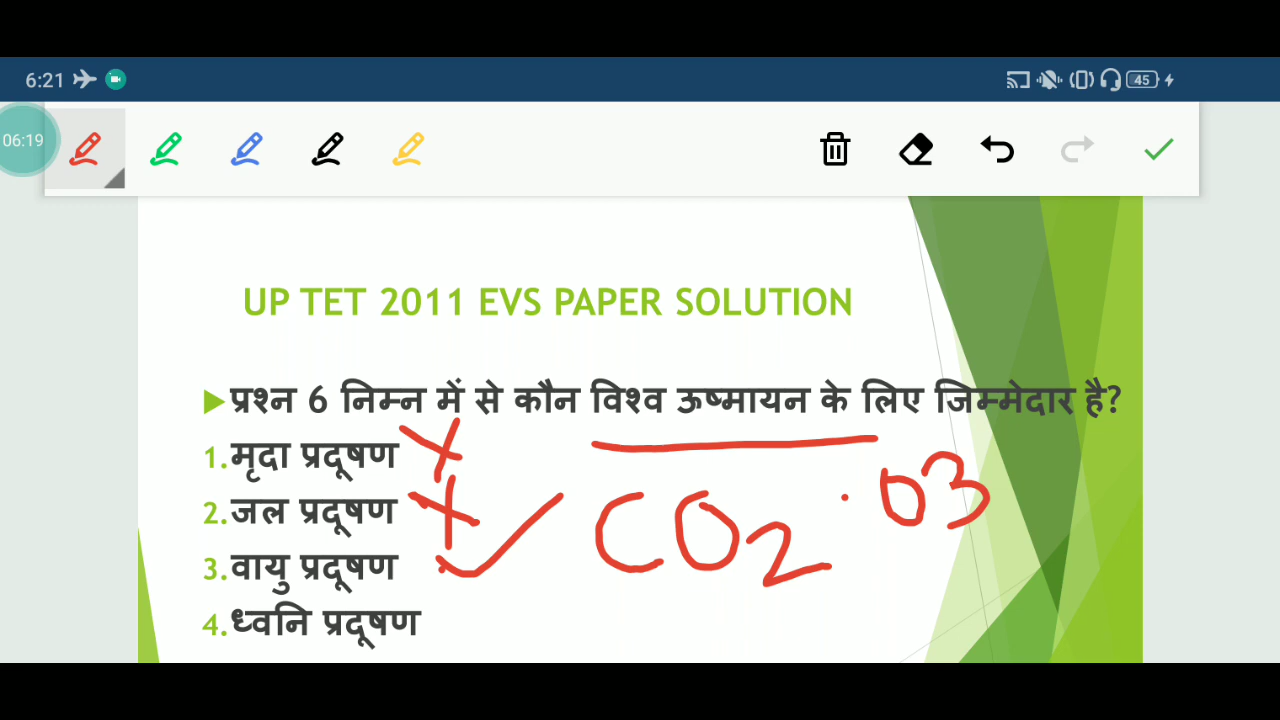 6:21 45
06:19
UP TET 2011 EVS PAPER SOLUTION
प्रश्न 6 निम्न में से कौन विश्व ऊष्मायन के लिए जिम्मेदार है?
1.मृदा प्रदूषण
2.जल प्रदूषण
3.वायु प्रदूषण
4.ध्वनि प्रदूषण
CO2 . O3